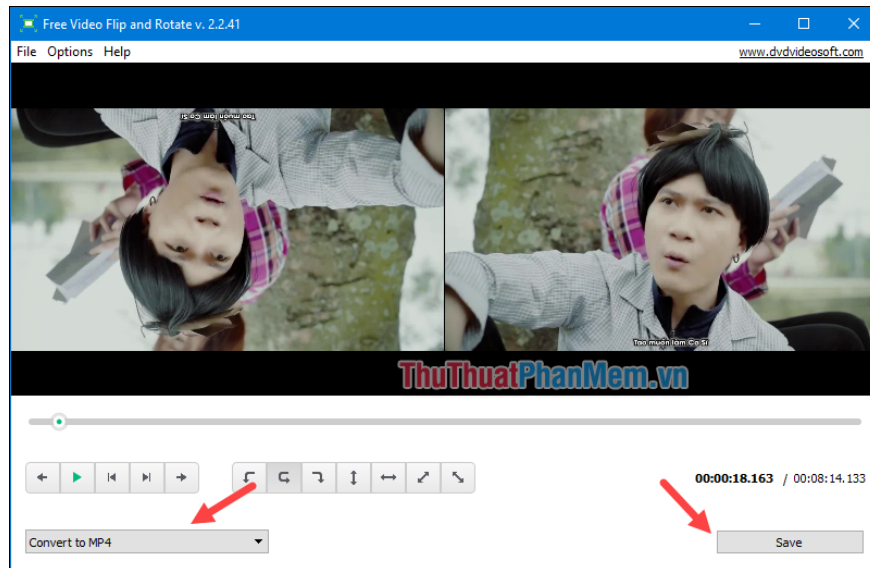 Free Video Flip and Rotate v. 2.2.41
File Options Help
www.dvdvideosoft.com
Tao muốn làm Ca Sĩ
Tao muốn làm Ca Sĩ
ThuThuatPhanMem.vn
00:00:18.163 / 00:08:14.133
Convert to MP4
Save